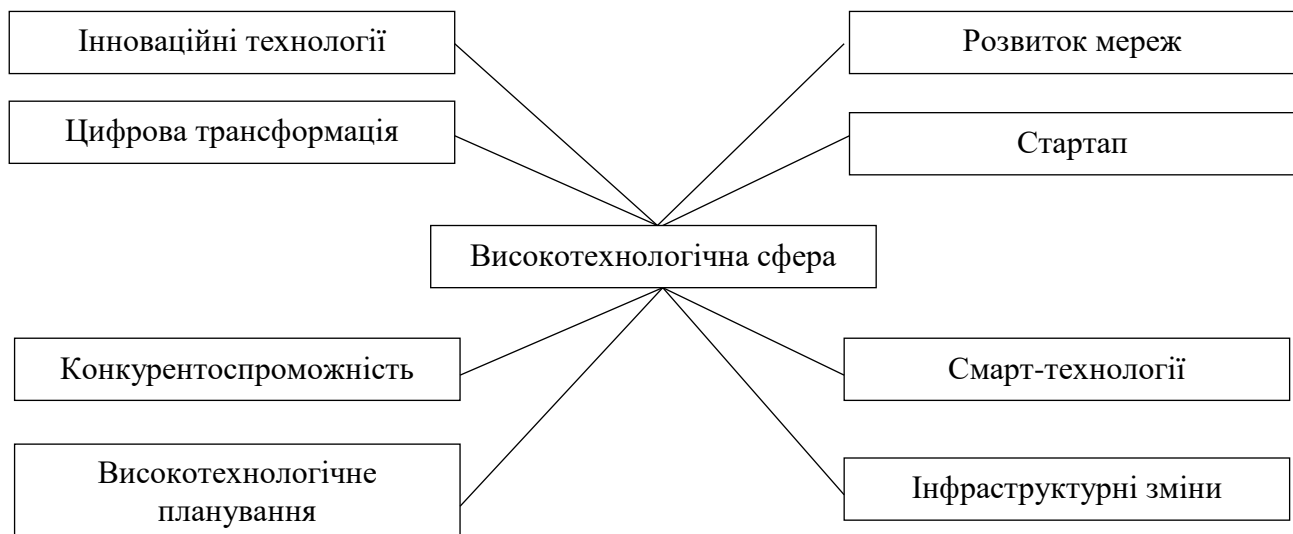 Інноваційні технології
Розвиток мереж
Цифрова трансформація
Стартап
Високотехнологічна сфера
Конкурентоспроможність
Смарт-технології
Високотехнологічне
планування
Інфраструктурні зміни